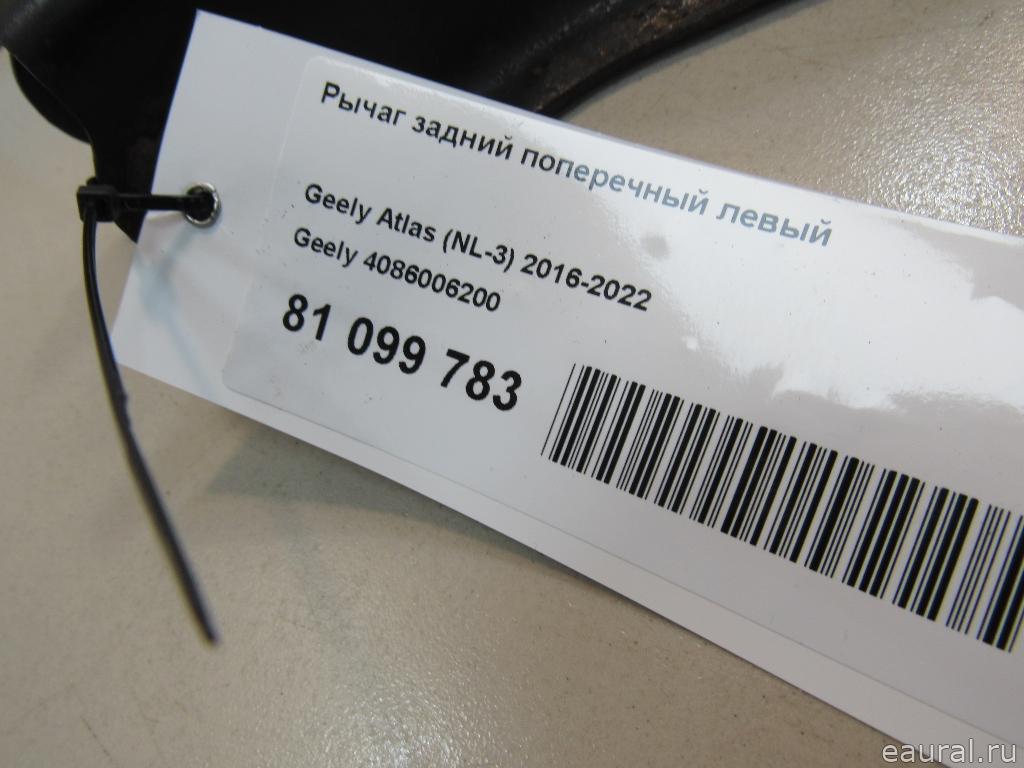 Рычаг задний поперечный левый
Geely Atlas (NL-3) 2016-2022
Geely 4086006200
81 099 783
eaural.ru